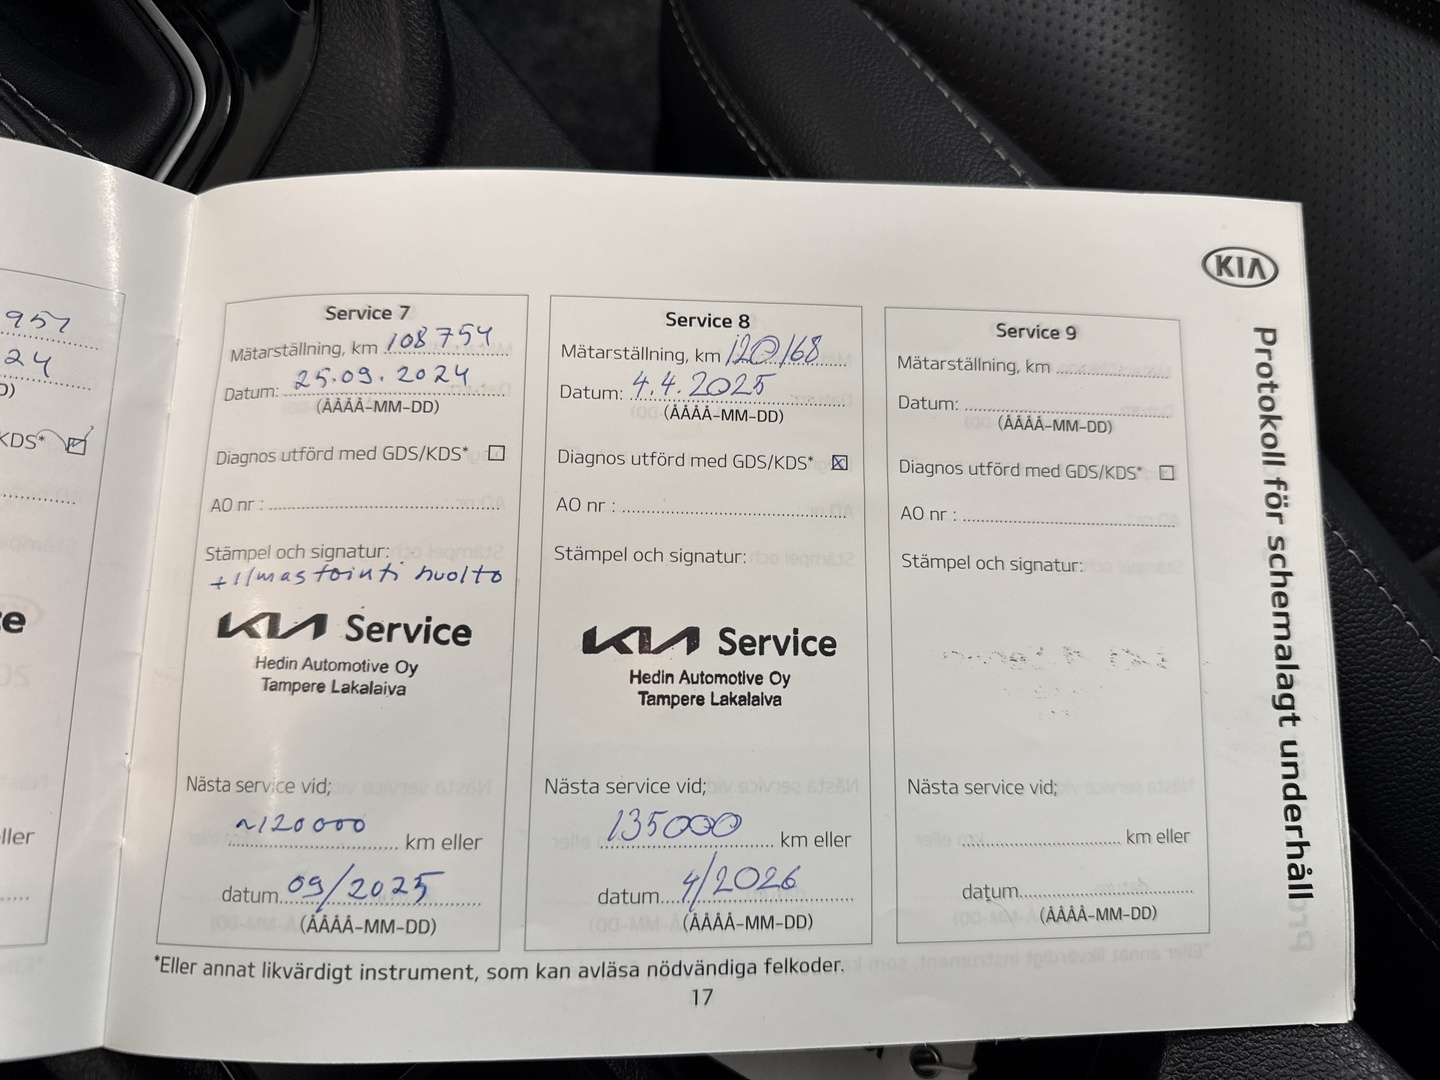 957
24
D)
KDS*
e
ller
Service 7
Mätarställning, km 108 754
Datum: 25.09.2024
(ÅÅÅÅ-MM-DD)
Diagnos utförd med GDS/KDS*
AO nr :
Stämpel och signatur:
+ilmastointi huolto
KIA Service
Hedin Automotive Oy
Tampere Lakalaiva
Nästa service vid;
~120000 km eller
datum 09/2025
(ÅÅÅÅ-MM-DD)
Service 8
Mätarställning, km 120168
Datum: 4.4.2025
(ÅÅÅÅ-MM-DD)
Diagnos utförd med GDS/KDS* x
AO nr :
Stämpel och signatur:
KIA Service
Hedin Automotive Oy
Tampere Lakalaiva
Nästa service vid;
135000 km eller
datum 4/2026
(ÅÅÅÅ-MM-DD)
Service 9
Mätarställning, km
Datum:
(ÅÅÅÅ-MM-DD)
Diagnos utförd med GDS/KDS*
AO nr :
Stämpel och signatur:
Nästa service vid;
km eller
datum
(ÅÅÅÅ-MM-DD)
*Eller annat likvärdigt instrument, som kan avläsa nödvändiga felkoder.
17
KIA
Protokoll för schemalagt underhåll